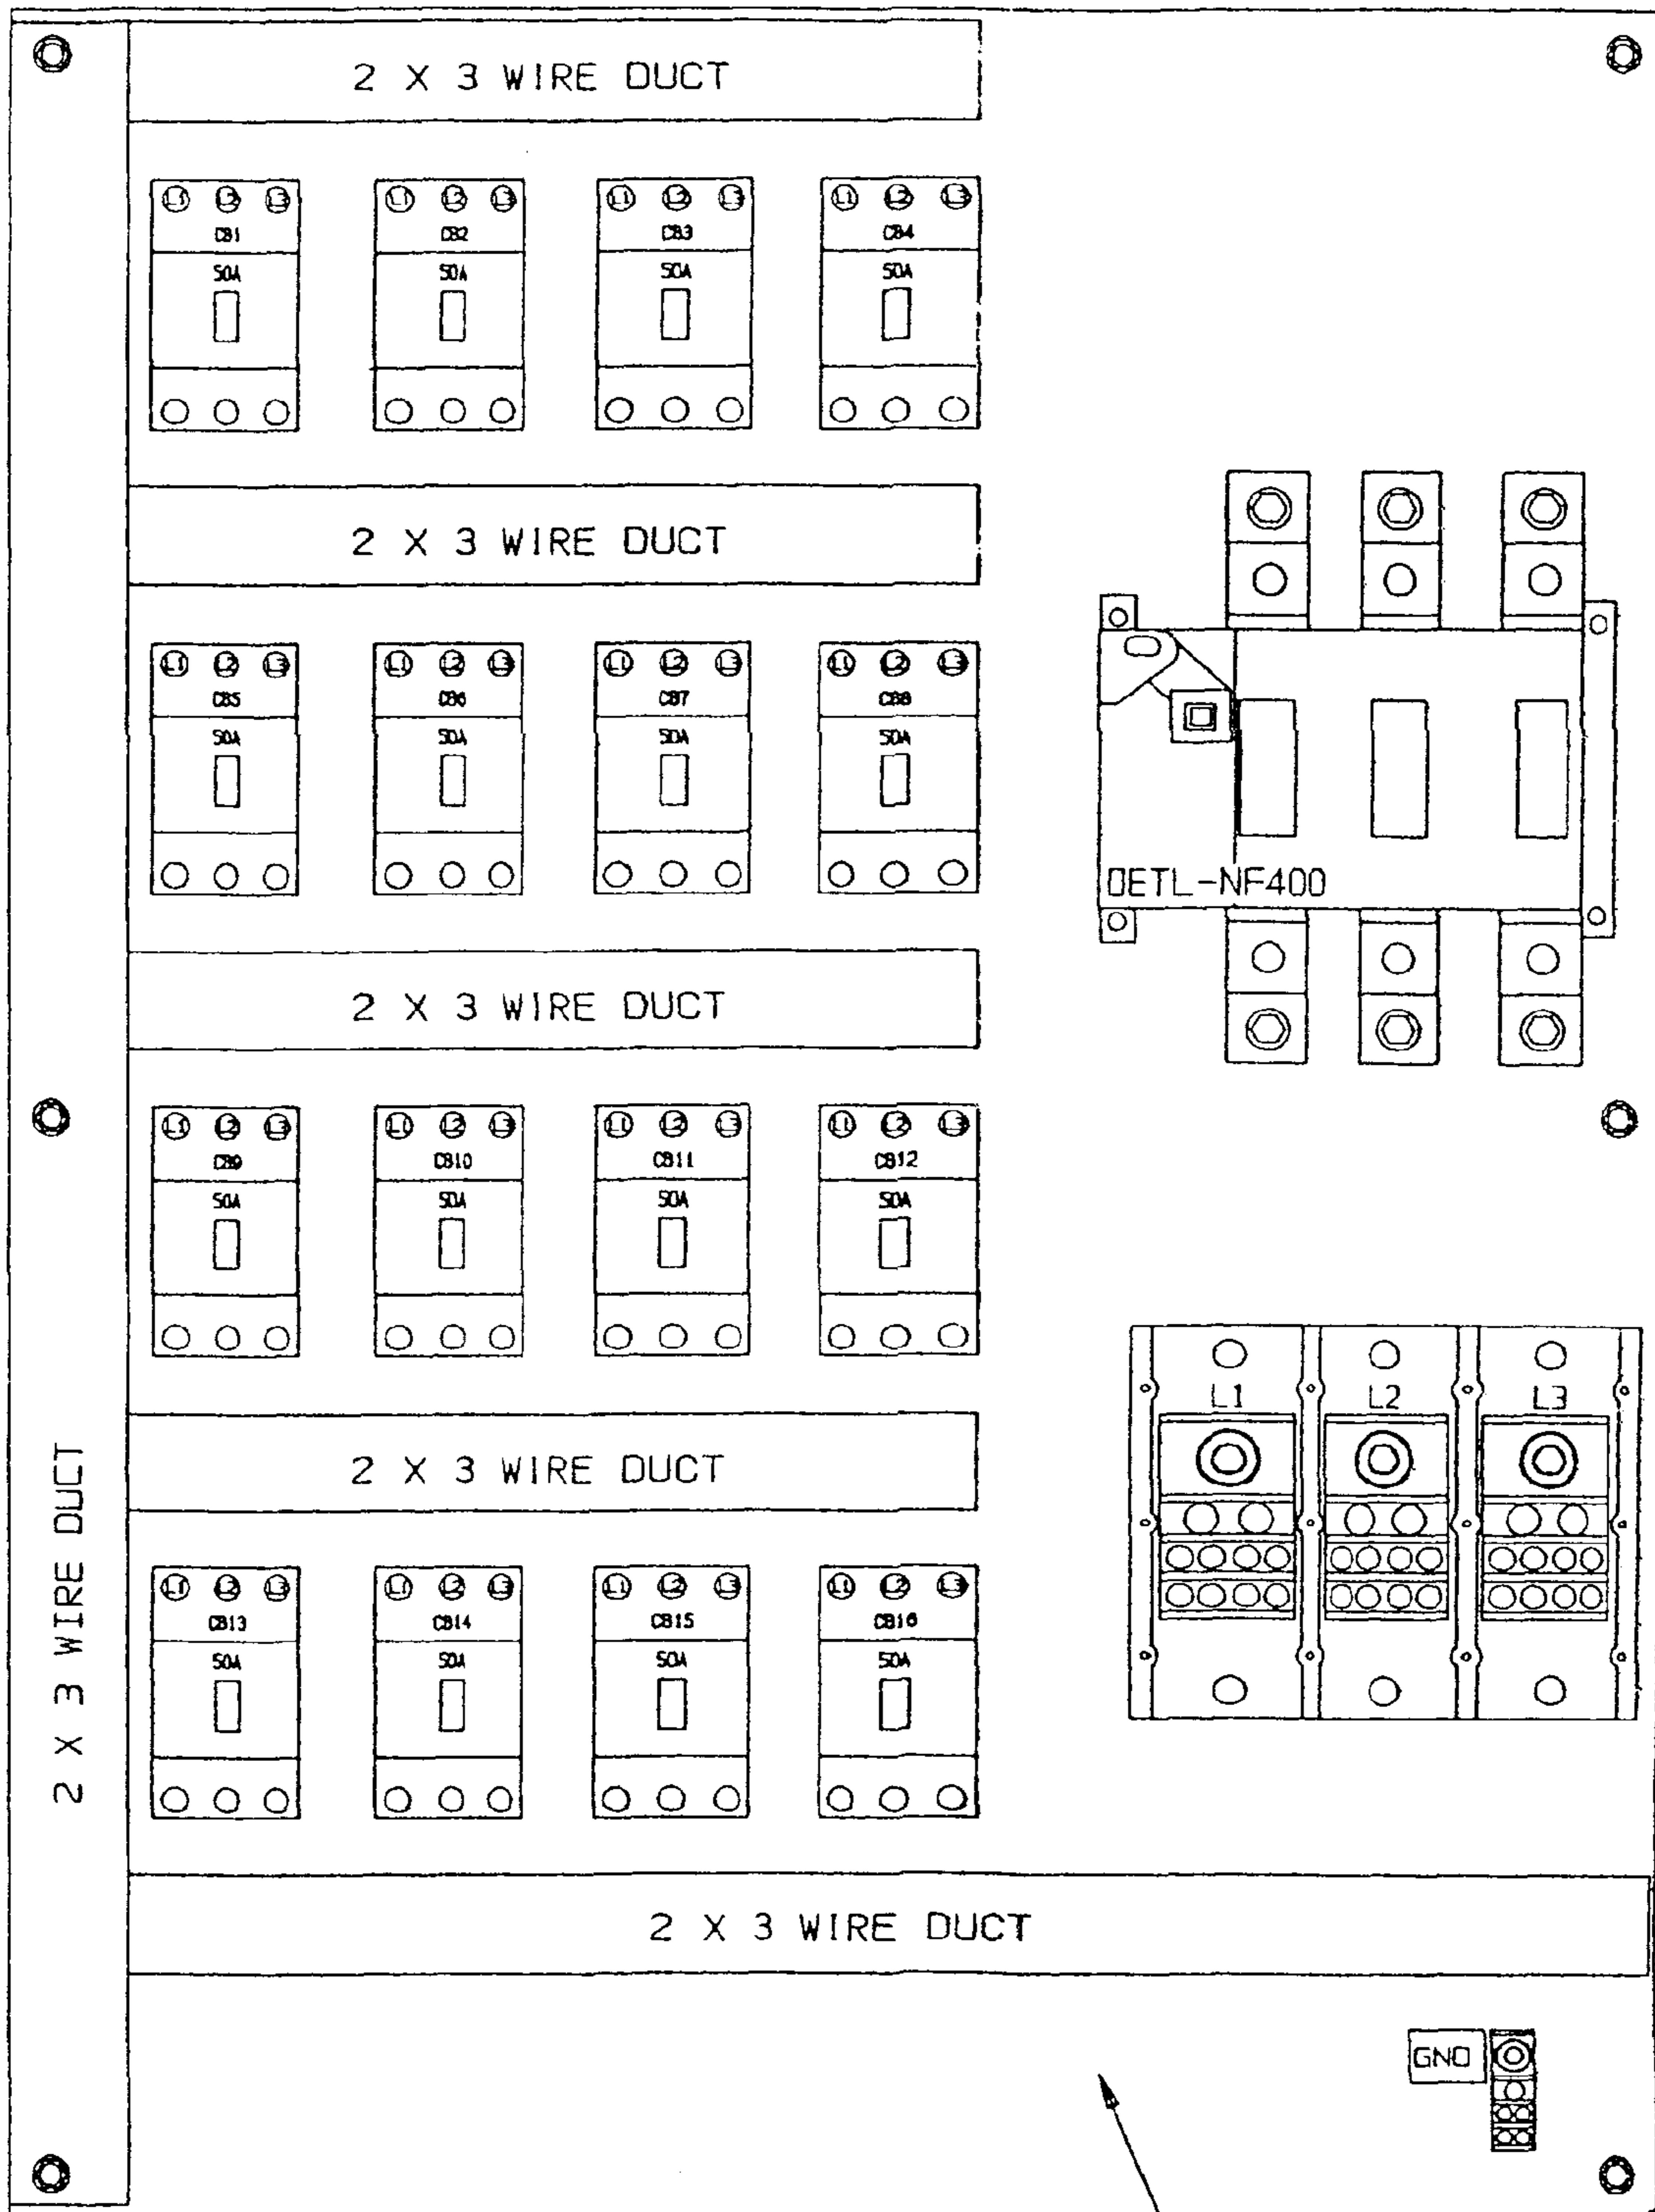 2 X 3 WIRE DUCT
L1 L2 L3
CB1
50A
L1 L2 L3
CB2
50A
L1 L2 L3
CB3
50A
L1 L2 L3
CB4
50A
2 X 3 WIRE DUCT
L1 L2 L3
CB5
50A
L1 L2 L3
CB6
50A
L1 L2 L3
CB7
50A
L1 L2 L3
CB8
50A
OETL-NF400
2 X 3 WIRE DUCT
L1 L2 L3
CB9
50A
L1 L2 L3
CB10
50A
L1 L2 L3
CB11
50A
L1 L2 L3
CB12
50A
L1 L2 L3
2 X 3 WIRE DUCT
2 X 3 WIRE DUCT
L1 L2 L3
CB13
50A
L1 L2 L3
CB14
50A
L1 L2 L3
CB15
50A
L1 L2 L3
CB16
50A
2 X 3 WIRE DUCT
GND